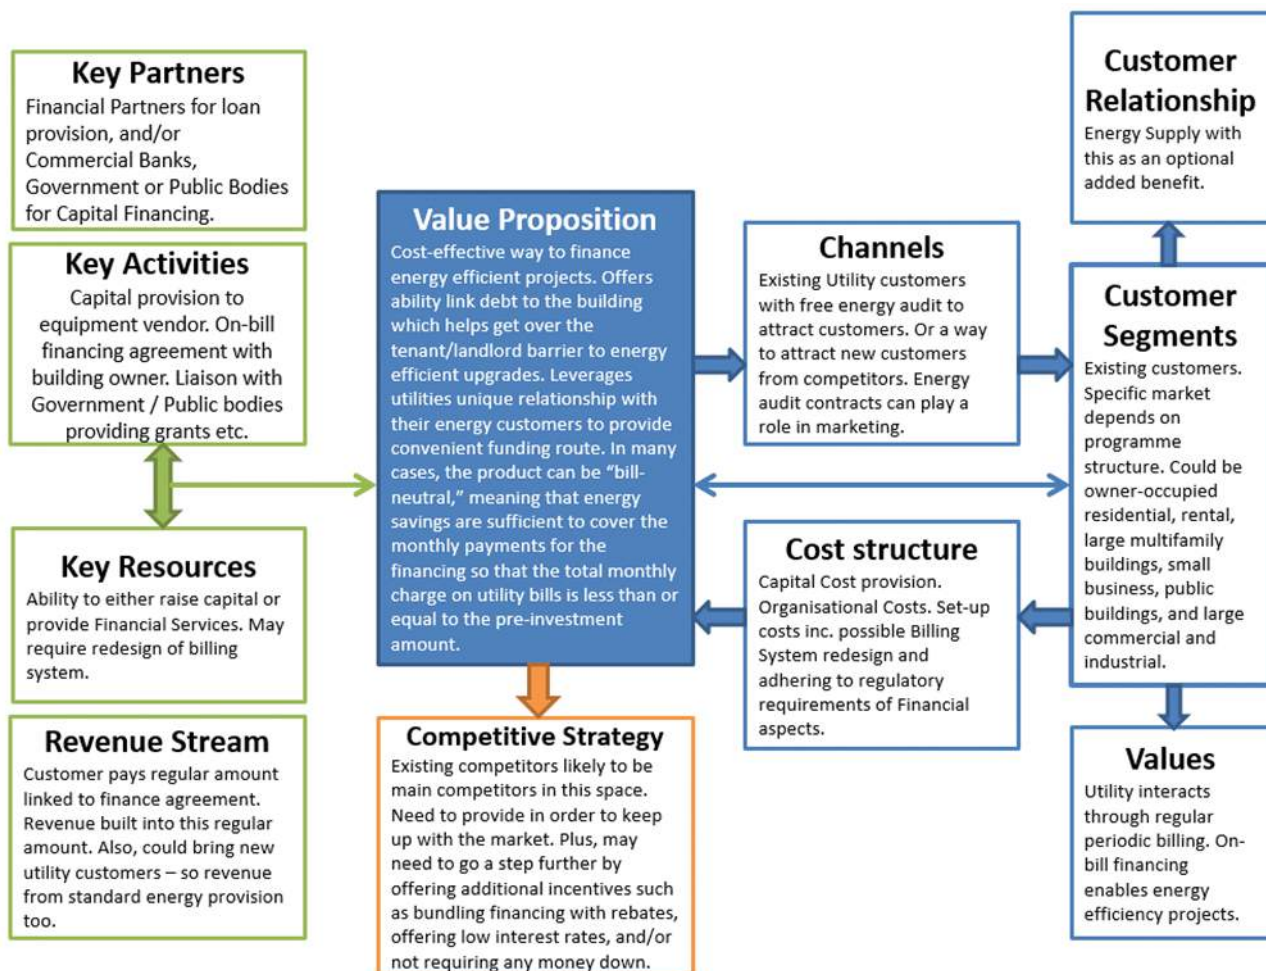 Key Partners
Financial Partners for loan
provision, and/or
Commercial Banks,
Government or Public Bodies
for Capital Financing.
Key Activities
Capital provision to
equipment vendor. On-bill
financing agreement with
building owner. Liaison with
Government / Public bodies
providing grants etc.
Key Resources
Ability to either raise capital or
provide Financial Services. May
require redesign of billing
system.
Revenue Stream
Customer pays regular amount
linked to finance agreement.
Revenue built into this regular
amount. Also, could bring new
utility customers – so revenue
from standard energy provision
too.
Value Proposition
Cost-effective way to finance
energy efficient projects. Offers
ability link debt to the building
which helps get over the
tenant/landlord barrier to energy
efficient upgrades. Leverages
utilities unique relationship with
their energy customers to provide
convenient funding route. In many
cases, the product can be “bill-
neutral,” meaning that energy
savings are sufficient to cover the
monthly payments for the
financing so that the total monthly
charge on utility bills is less than or
equal to the pre-investment
amount.
Competitive Strategy
Existing competitors likely to be
main competitors in this space.
Need to provide in order to keep
up with the market. Plus, may
need to go a step further by
offering additional incentives such
as bundling financing with rebates,
offering low interest rates, and/or
not requiring any money down.
Channels
Existing Utility customers
with free energy audit to
attract customers. Or a way
to attract new customers
from competitors. Energy
audit contracts can play a
role in marketing.
Cost structure
Capital Cost provision.
Organisational Costs. Set-up
costs inc. possible Billing
System redesign and
adhering to regulatory
requirements of Financial
aspects.
Customer
Relationship
Energy Supply with
this as an optional
added benefit.
Customer
Segments
Existing customers.
Specific market
depends on
programme
structure. Could be
owner-occupied
residential, rental,
large multifamily
buildings, small
business, public
buildings, and large
commercial and
industrial.
Values
Utility interacts
through regular
periodic billing. On-
bill financing
enables energy
efficiency projects.